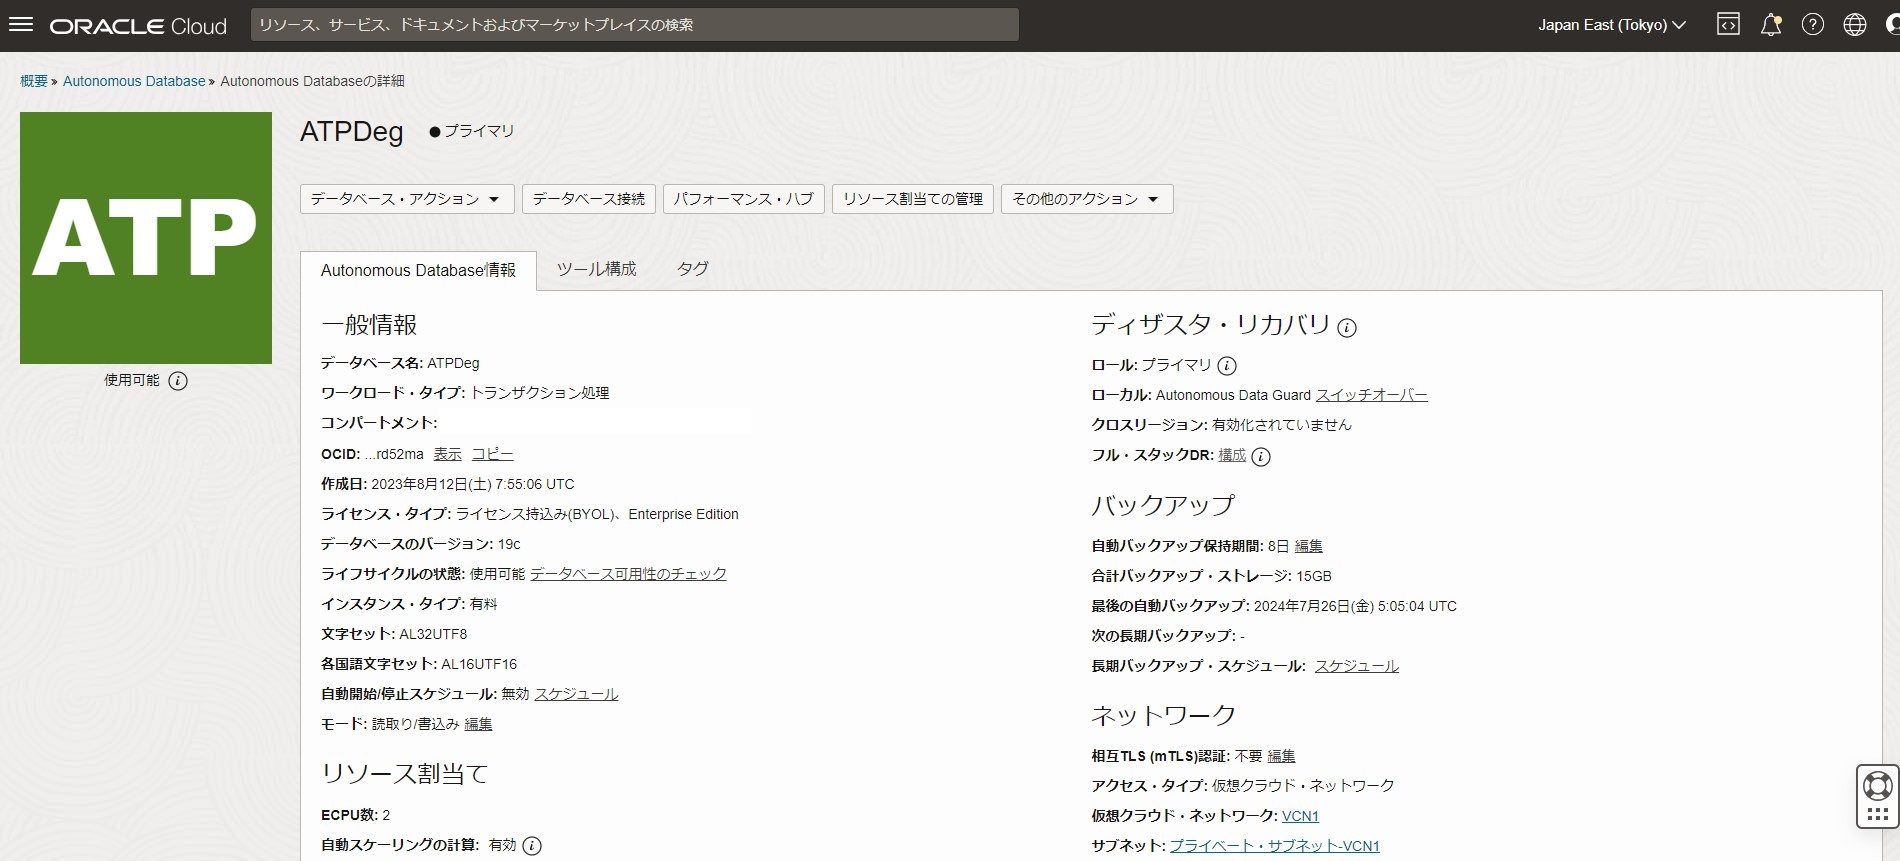 ORACLE Cloud
リソース、サービス、ドキュメントおよびマーケットプレイスの検索
Japan East (Tokyo)
概要 » Autonomous Database » Autonomous Databaseの詳細
ATP
使用可能
ATPDeg
プライマリ
データベース・アクション
データベース接続
パフォーマンス・ハブ
リソース割当ての管理
その他のアクション
Autonomous Database情報
ツール構成
タグ
一般情報
データベース名: ATPDeg
ワークロード・タイプ: トランザクション処理
コンパートメント:
OCID: ...rd52ma 表示 コピー
作成日: 2023年8月12日(土) 7:55:06 UTC
ライセンス・タイプ: ライセンス持込み(BYOL)、Enterprise Edition
データベースのバージョン: 19c
ライフサイクルの状態: 使用可能 データベース可用性のチェック
インスタンス・タイプ: 有料
文字セット: AL32UTF8
各国語文字セット: AL16UTF16
自動開始/停止スケジュール: 無効 スケジュール
モード: 読取り/書込み 編集
リソース割当て
ECPU数: 2
自動スケーリングの計算: 有効
ディザスタ・リカバリ
ロール: プライマリ
ローカル: Autonomous Data Guard スイッチオーバー
クロスリージョン: 有効化されていません
フル・スタックDR: 構成
バックアップ
自動バックアップ保持期間: 8日 編集
合計バックアップ・ストレージ: 15GB
最後の自動バックアップ: 2024年7月26日(金) 5:05:04 UTC
次の長期バックアップ: -
長期バックアップ・スケジュール: スケジュール
ネットワーク
相互TLS (mTLS)認証: 不要 編集
アクセス・タイプ: 仮想クラウド・ネットワーク
仮想クラウド・ネットワーク: VCN1
サブネット: プライベート・サブネット-VCN1